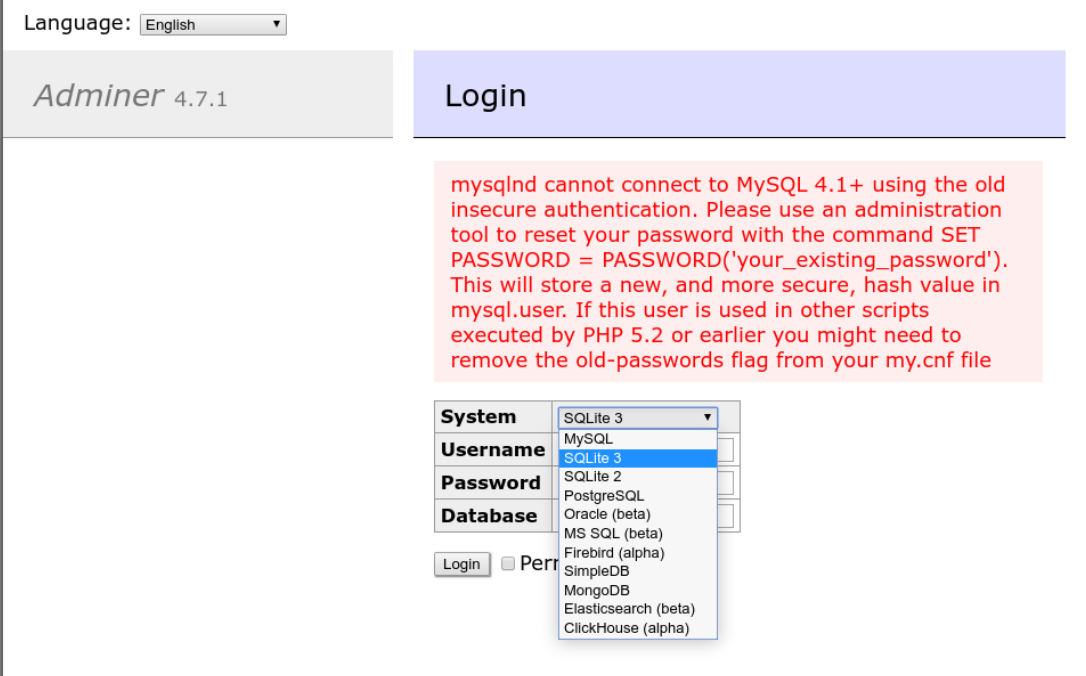 Language: English
Adminer 4.7.1
Login
mysqlnd cannot connect to MySQL 4.1+ using the old
insecure authentication. Please use an administration
tool to reset your password with the command SET
PASSWORD = PASSWORD('your_existing_password').
This will store a new, and more secure, hash value in
mysql.user. If this user is used in other scripts
executed by PHP 5.2 or earlier you might need to
remove the old-passwords flag from your my.cnf file
System SQLite 3
Username
Password
Database
MySQL
SQLite 3
SQLite 2
PostgreSQL
Oracle (beta)
MS SQL (beta)
Firebird (alpha)
SimpleDB
MongoDB
Elasticsearch (beta)
ClickHouse (alpha)
Login